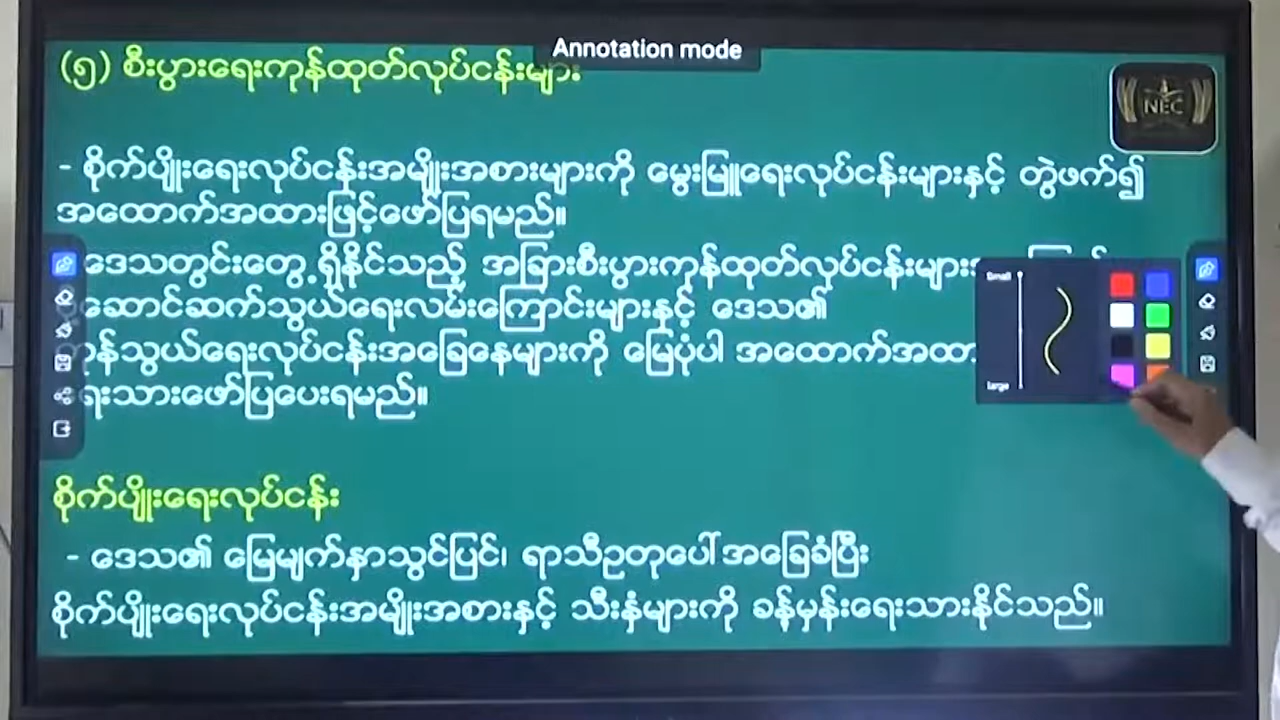 Annotation mode
(၅) စီးပွားရေးကုန်ထုတ်လုပ်ငန်းများ
NEC
- စိုက်ပျိုးရေးလုပ်ငန်းအမျိုးအစားများကို မွေးမြူရေးလုပ်ငန်းများနှင့် တွဲဖက်၍
အထောက်အထားဖြင့်ဖော်ပြရမည်။
ဒေသတွင်းတွေ့ရှိနိုင်သည့် အခြားစီးပွားကုန်ထုတ်လုပ်ငန်းများ
ဆောင်ဆက်သွယ်ရေးလမ်းကြောင်းများနှင့် ဒေသ၏
Small
ကုန်သွယ်ရေးလုပ်ငန်းအခြေနေများကို မြေပုံပါ
large
ရေးသားဖော်ပြပေးရမည်။
စိုက်ပျိုးရေးလုပ်ငန်း
- ဒေသ၏ မြေမျက်နှာသွင်ပြင်၊ ရာသီဥတုပေါ်အခြေခံပြီး
စိုက်ပျိုးရေးလုပ်ငန်းအမျိုးအစားနှင့် သီးနှံများကို ခန့်မှန်းရေးသားနိုင်သည်။